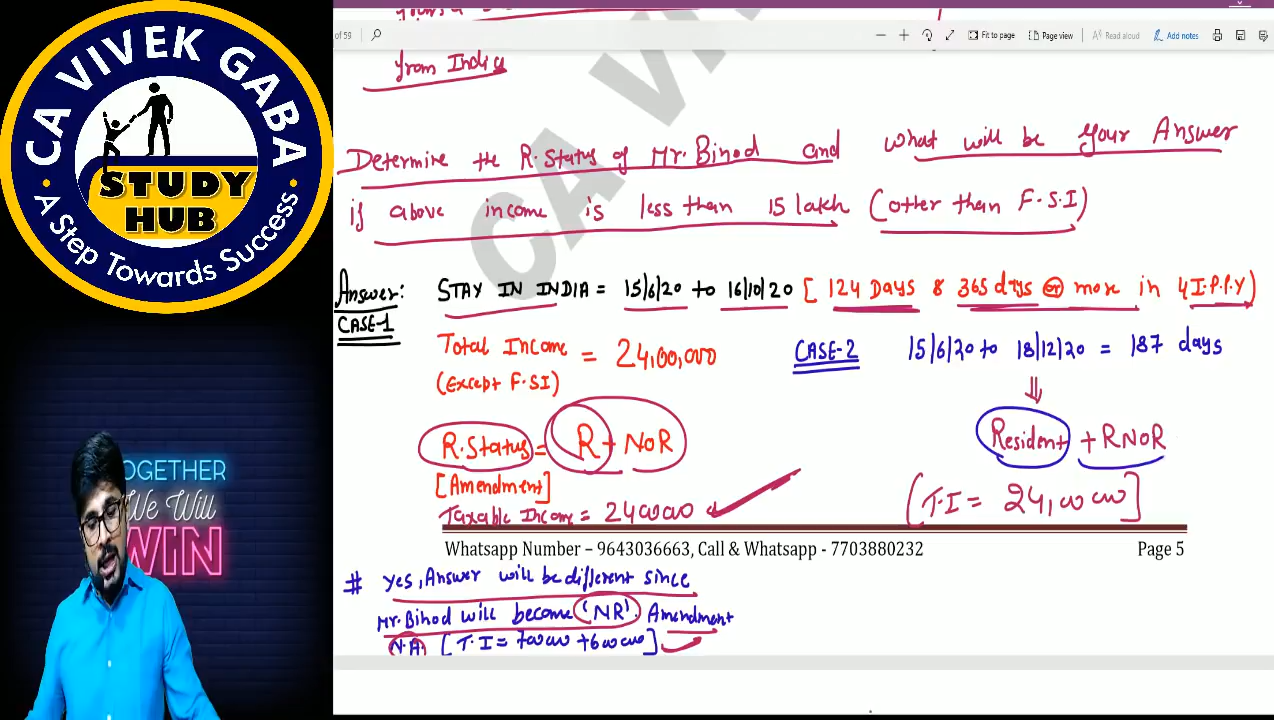 CA VIVEK GABA
STUDY
HUB
A Step Towards Success
TOGETHER
We Will
WIN
of 59
Fit to page
Page view
Read aloud
Add notes
from India
Determine the R.Status of Mr.Binod and what will be your Answer
if above income is less than 15 lakh (other than F.S.I)
Answer: STAY IN INDIA = 15/6/20 to 16/10/20 [124 Days & 365 days or more in 4 I.P.P.Y)
CASE-1
Total Income = 24,00,000
(Except F.SI)
CASE-2 15/6/20 to 18/12/20 = 187 days
R.Status = R + NOR
Resident + RNOR
[Amendment]
Taxable Income = 2400000
[T.I = 24,00000]
Whatsapp Number – 9643036663, Call & Whatsapp - 7703880232 Page 5
# Yes, Answer will be different since
Mr.Binod will become 'NR'. Amendment
N.A. [T.I = 700000 + 600000]